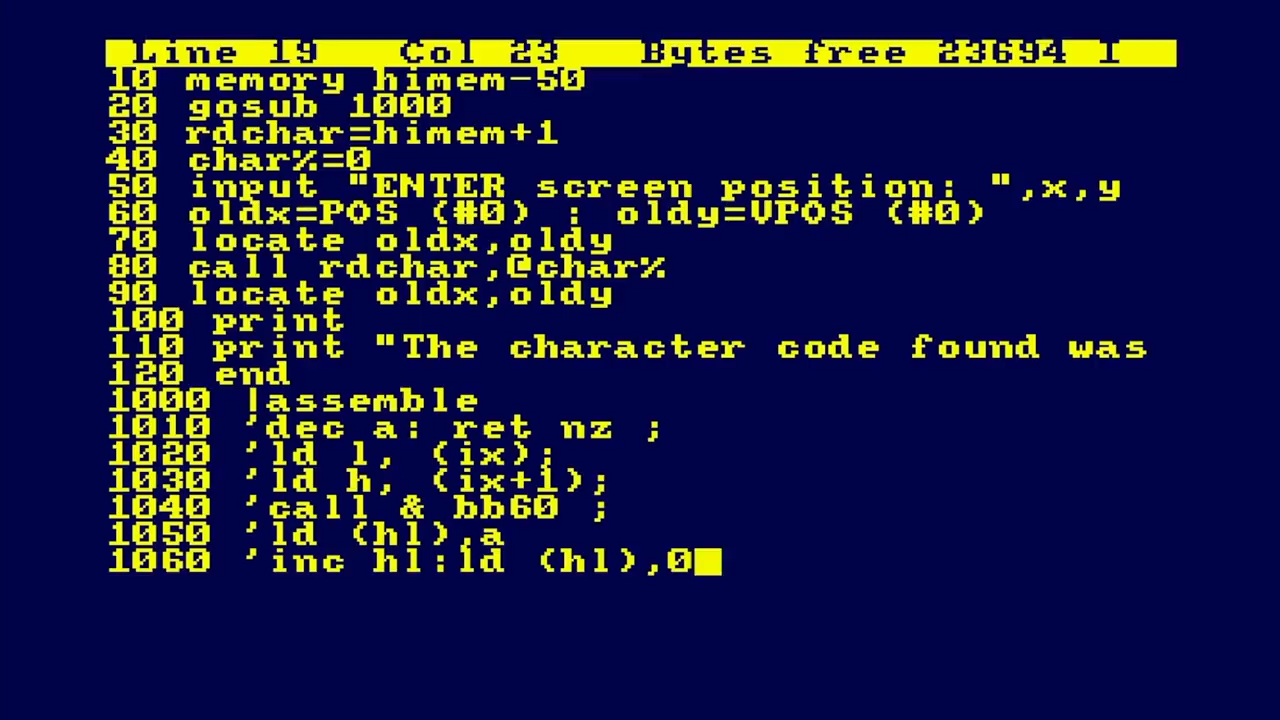 Line 19 Col 23 Bytes free 23694 I
10 memory himem-50
20 gosub 1000
30 rdchar=himem+1
40 char%=0
50 input "ENTER screen position: ",x,y
60 oldx=POS (#0) : oldy=VPOS (#0)
70 locate oldx,oldy
80 call rdchar,@char%
90 locate oldx,oldy
100 print
110 print "The character code found was
120 end
1000 |assemble
1010 'dec a: ret nz ;
1020 'ld l, (ix);
1030 'ld h, (ix+1);
1040 'call & bb60 ;
1050 'ld (hl),a
1060 'inc hl:ld (hl),0